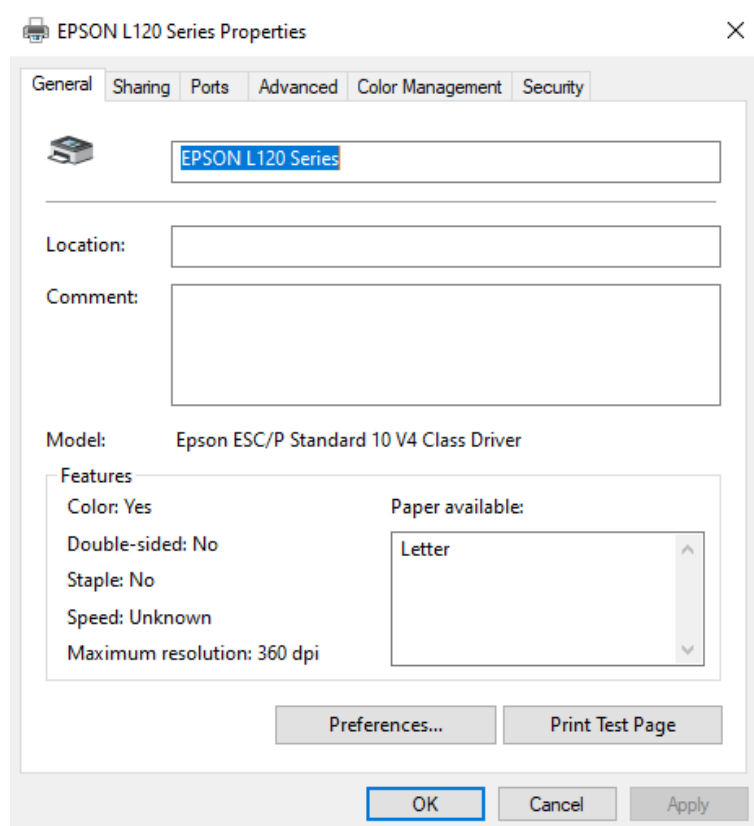 EPSON L120 Series Properties
General Sharing Ports Advanced Color Management Security
EPSON L120 Series
Location:
Comment:
Model: Epson ESC/P Standard 10 V4 Class Driver
Features
Color: Yes
Double-sided: No
Staple: No
Speed: Unknown
Maximum resolution: 360 dpi
Paper available:
Letter
Preferences... Print Test Page
OK Cancel Apply